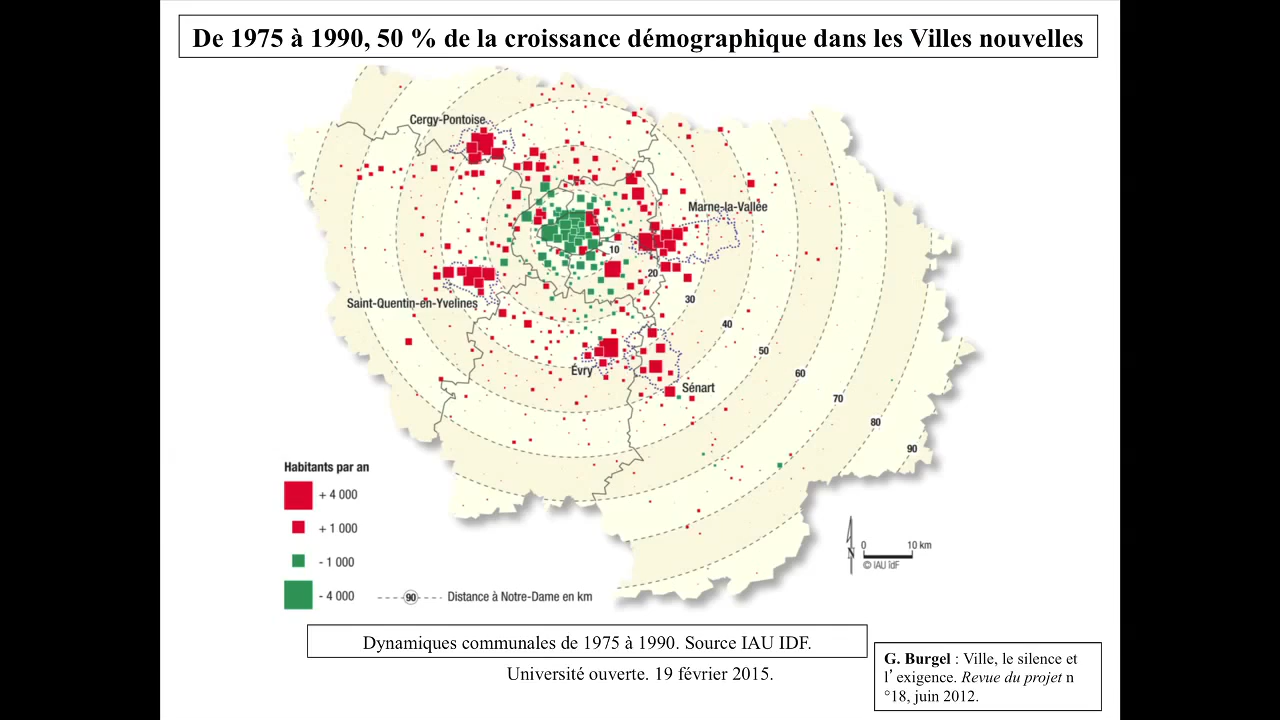 De 1975 à 1990, 50 % de la croissance démographique dans les Villes nouvelles
Cergy-Pontoise
Marne-la-Vallée
10
20
Saint-Quentin-en-Yvelines
30
40
50
Évry
60
Sénart
70
80
90
Habitants par an
+ 4 000
+ 1 000
- 1 000
- 4 000
90
Distance à Notre-Dame en km
N
0
10 km
© IAU îdF
Dynamiques communales de 1975 à 1990. Source IAU IDF.
Université ouverte. 19 février 2015.
G. Burgel : Ville, le silence et
l’exigence. Revue du projet n
°18, juin 2012.